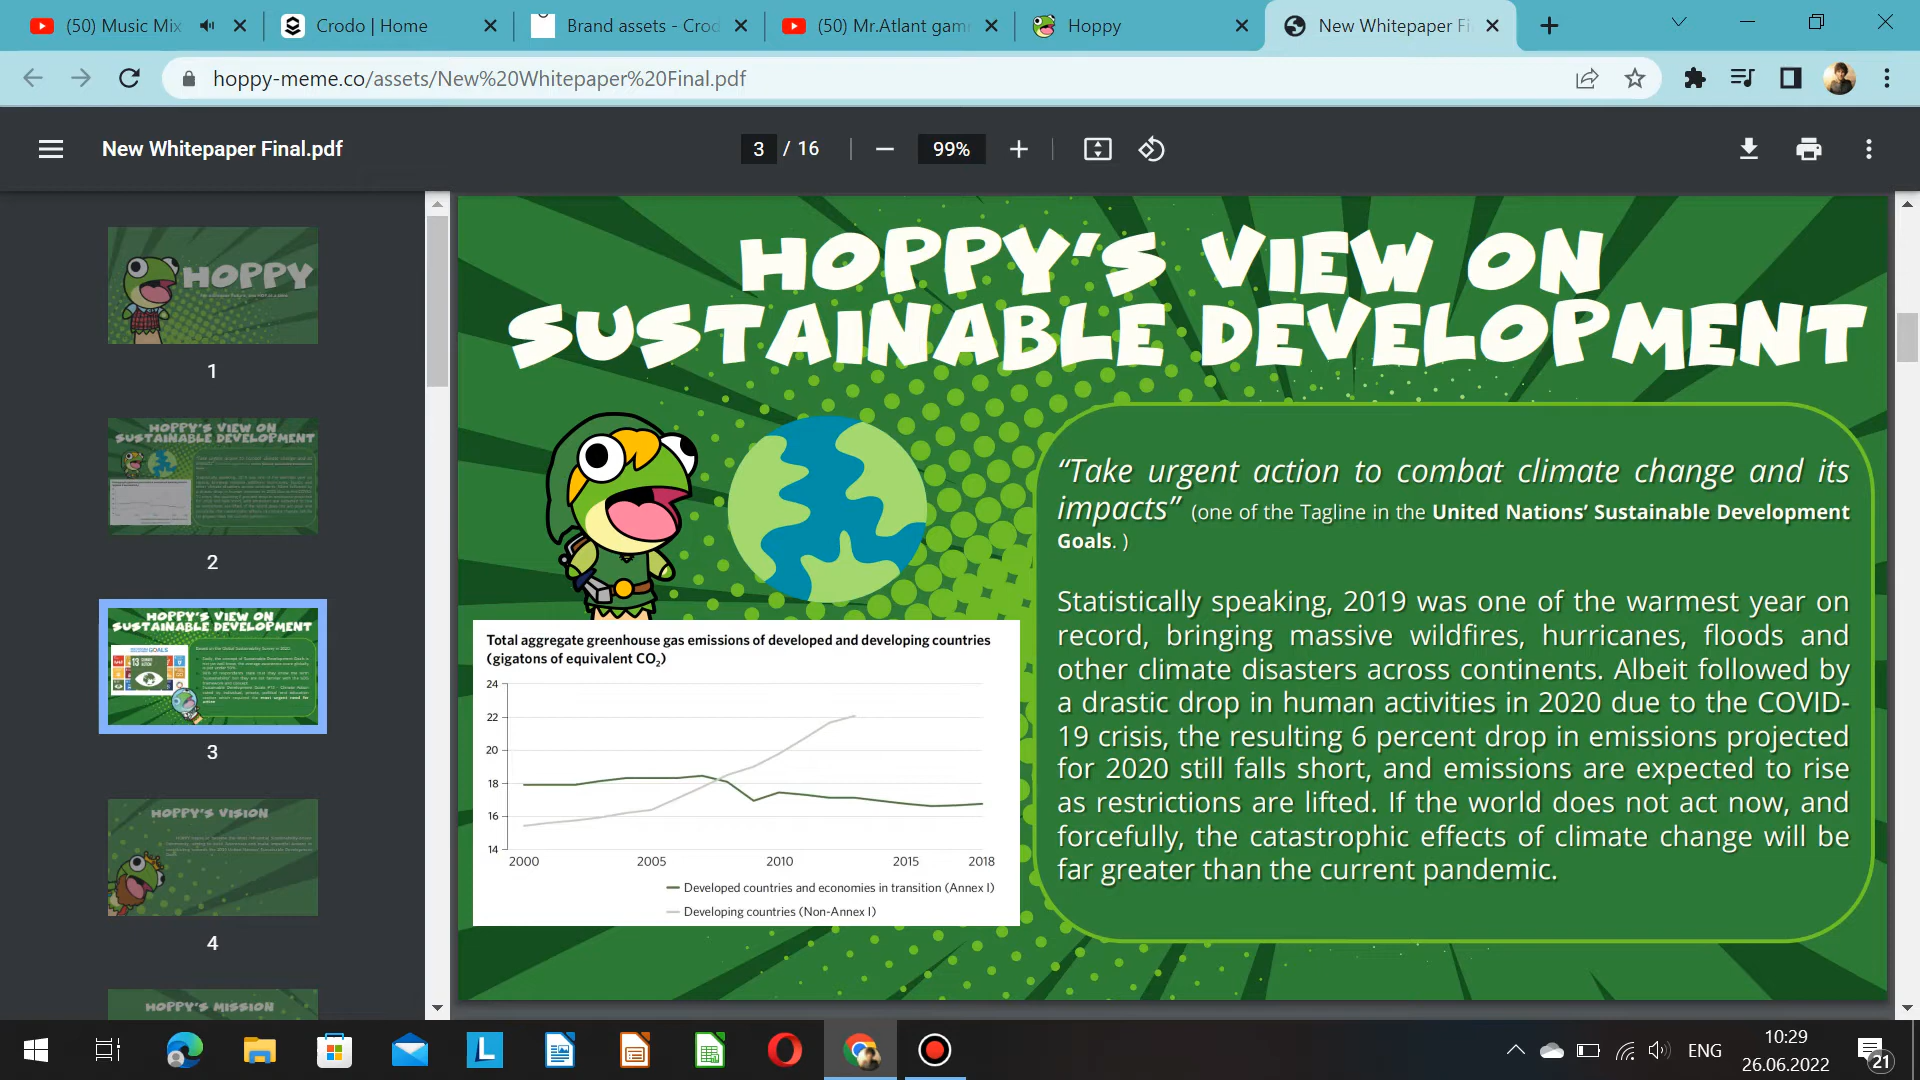 (50) Music Mix
Crodo | Home
Brand assets - Crod
(50) Mr.Atlant gam
Hoppy
New Whitepaper Fi
hoppy-meme.co/assets/New%20Whitepaper%20Final.pdf
New Whitepaper Final.pdf
3 / 16
99%
HOPPY
1
HOPPY'S VIEW ON
SUSTAINABLE DEVELOPMENT
2
HOPPY'S VIEW ON
SUSTAINABLE DEVELOPMENT
GOALS
13
3
HOPPY'S VISION
4
HOPPY'S MISSION
HOPPY'S VIEW ON
SUSTAINABLE DEVELOPMENT
“Take urgent action to combat climate change and its
impacts” (one of the Tagline in the United Nations’ Sustainable Development
Goals. )
Statistically speaking, 2019 was one of the warmest year on
record, bringing massive wildfires, hurricanes, floods and
other climate disasters across continents. Albeit followed by
a drastic drop in human activities in 2020 due to the COVID-
19 crisis, the resulting 6 percent drop in emissions projected
for 2020 still falls short, and emissions are expected to rise
as restrictions are lifted. If the world does not act now, and
forcefully, the catastrophic effects of climate change will be
far greater than the current pandemic.
Total aggregate greenhouse gas emissions of developed and developing countries
(gigatons of equivalent CO2)
24
22
20
18
16
14
2000 2005 2010 2015 2018
Developed countries and economies in transition (Annex I)
Developing countries (Non-Annex I)
L
ENG
10:29
26.06.2022
21